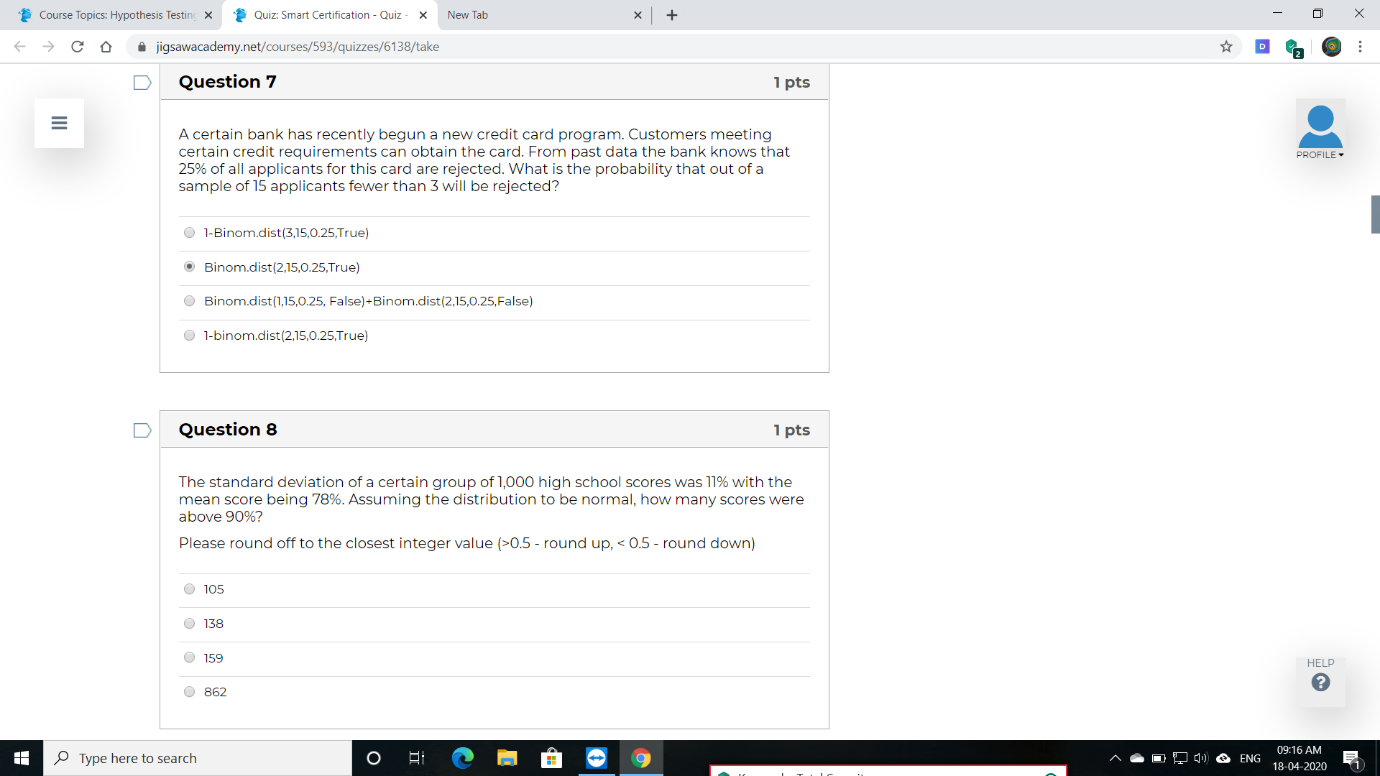 Course Topics: Hypothesis Testing
Quiz: Smart Certification - Quiz -
New Tab
jigsawacademy.net/courses/593/quizzes/6138/take
D
2
Question 7
1 pts
A certain bank has recently begun a new credit card program. Customers meeting
certain credit requirements can obtain the card. From past data the bank knows that
25% of all applicants for this card are rejected. What is the probability that out of a
sample of 15 applicants fewer than 3 will be rejected?
1-Binom.dist(3,15,0.25,True)
Binom.dist(2,15,0.25,True)
Binom.dist(1,15,0.25, False)+Binom.dist(2,15,0.25,False)
1-binom.dist(2,15,0.25,True)
PROFILE
Question 8
1 pts
The standard deviation of a certain group of 1,000 high school scores was 11% with the
mean score being 78%. Assuming the distribution to be normal, how many scores were
above 90%?
Please round off to the closest integer value (>0.5 - round up, < 0.5 - round down)
105
138
159
862
HELP
?
Type here to search
ENG
09:16 AM
18-04-2020
1